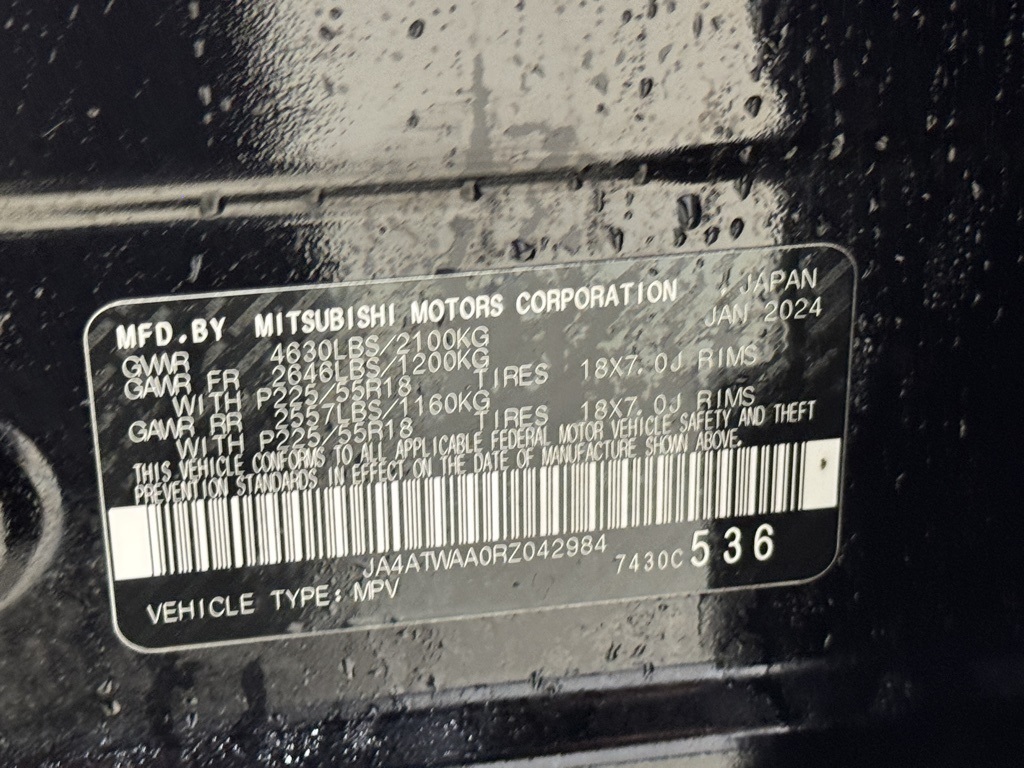 MFD.BY MITSUBISHI MOTORS CORPORATION JAPAN
GVWR 4630LBS/2100KG JAN 2024
GAWR FR 2646LBS/1200KG
WITH P225/55R18 TIRES 18X7.0J RIMS
GAWR RR 2557LBS/1160KG
WITH P225/55R18 TIRES 18X7.0J RIMS
THIS VEHICLE CONFORMS TO ALL APPLICABLE FEDERAL MOTOR VEHICLE SAFETY AND THEFT
PREVENTION STANDARDS IN EFFECT ON THE DATE OF MANUFACTURE SHOWN ABOVE.
JA4ATWAA0RZ042984 7430C 536
VEHICLE TYPE: MPV